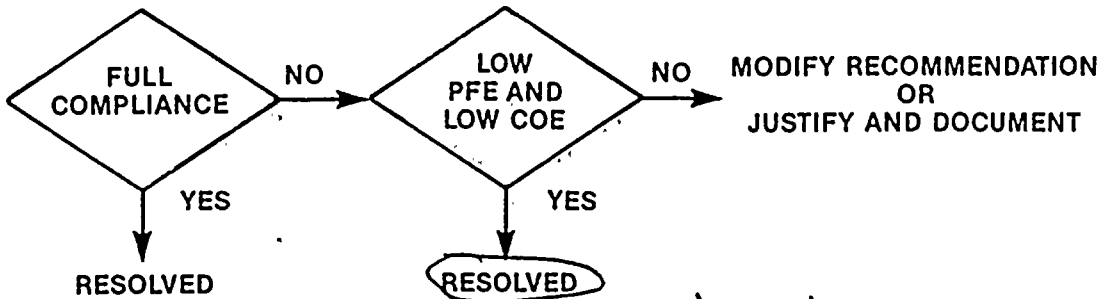 FULL
COMPLIANCE
NO
LOW
PFE AND
LOW COE
NO
MODIFY RECOMMENDATION
OR
JUSTIFY AND DOCUMENT
YES
YES
RESOLVED
RESOLVED